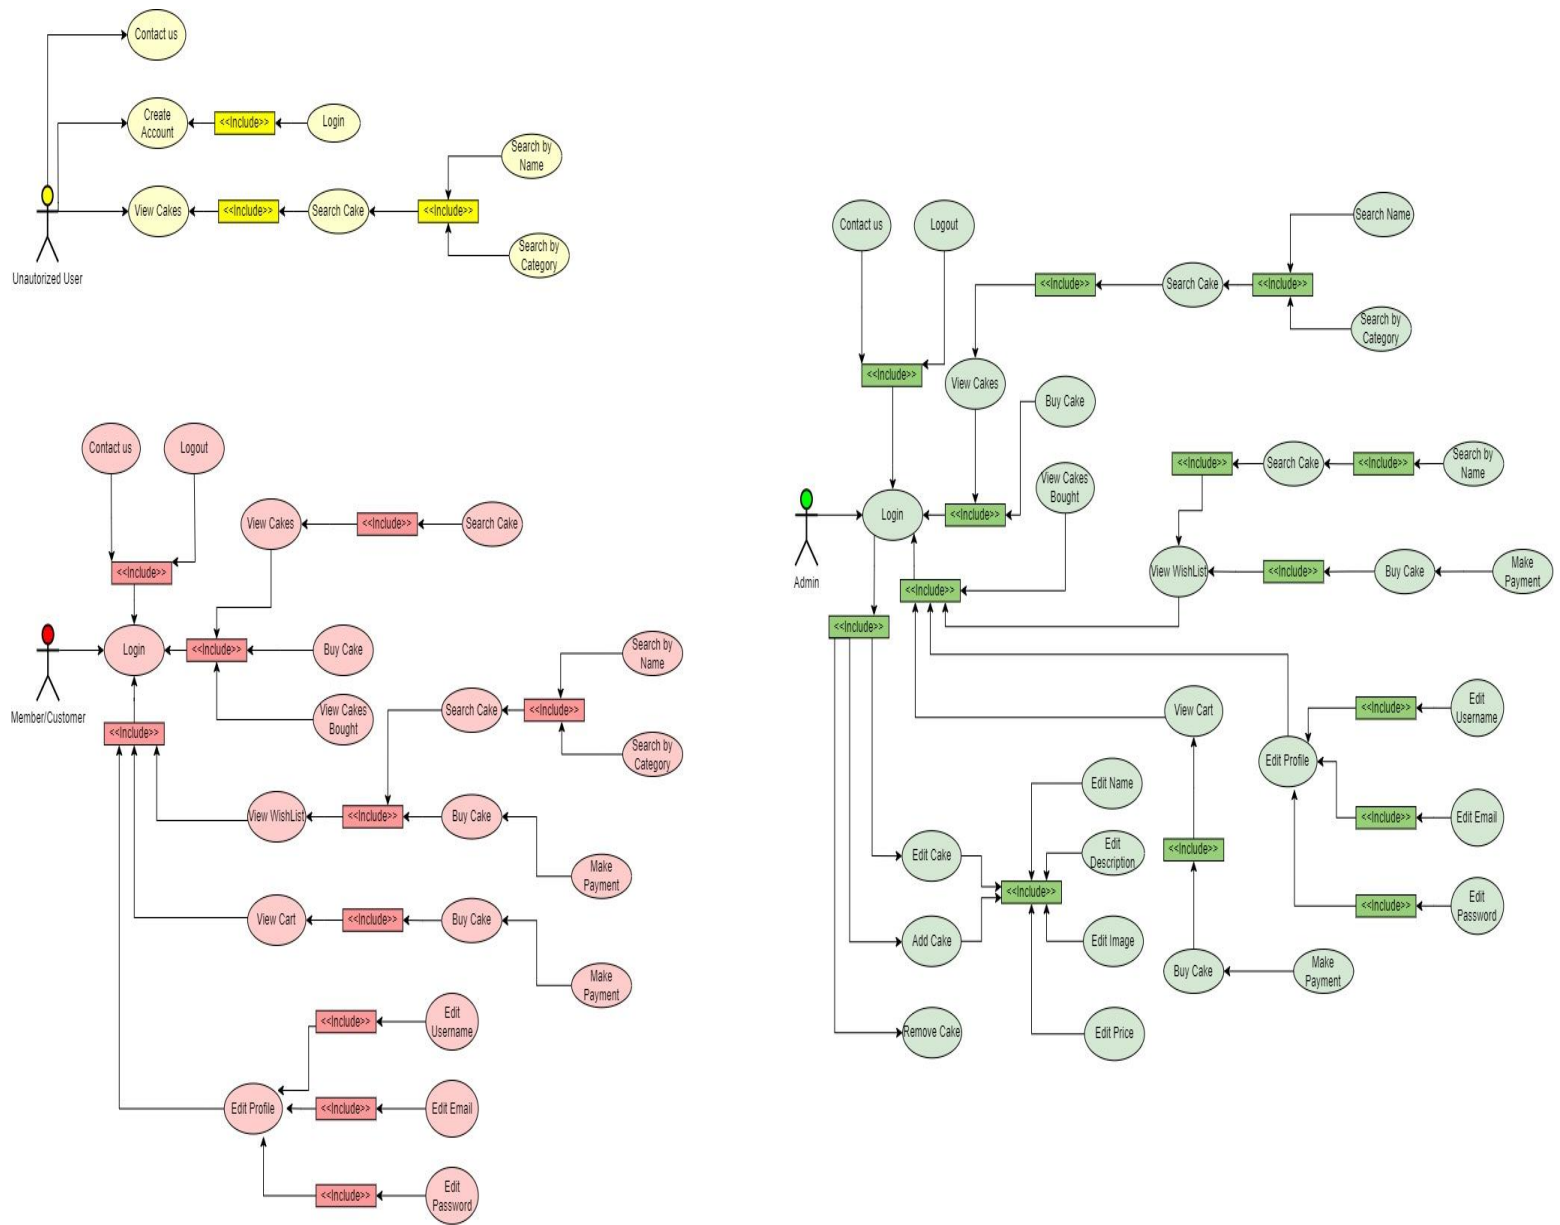 Contact us
Create
Account
<<Include>>
Login
Search by
Name
View Cakes
<<Include>>
Search Cake
<<Include>>
Search by
Category
Unautorized User
Contact us
Logout
View Cakes
<<Include>>
Search Cake
<<Include>>
Login
<<Include>>
Buy Cake
Search by
Name
Member/Customer
View Cakes
Bought
Search Cake
<<Include>>
<<Include>>
Search by
Category
View WishList
<<Include>>
Buy Cake
Make
Payment
View Cart
<<Include>>
Buy Cake
Make
Payment
<<Include>>
Edit
Username
Edit Profile
<<Include>>
Edit Email
<<Include>>
Edit
Password
Contact us
Logout
Search Name
<<Include>>
Search Cake
<<Include>>
Search by
Category
<<Include>>
View Cakes
Buy Cake
<<Include>>
Search Cake
<<Include>>
Search by
Name
View Cakes
Bought
Login
<<Include>>
Admin
<<Include>>
View WishList
<<Include>>
Buy Cake
Make
Payment
<<Include>>
View Cart
<<Include>>
Edit
Username
Edit Profile
Edit Name
<<Include>>
Edit Email
Edit Cake
Edit
Description
<<Include>>
<<Include>>
<<Include>>
Edit
Password
Add Cake
Edit Image
Buy Cake
Make
Payment
Remove Cake
Edit Price